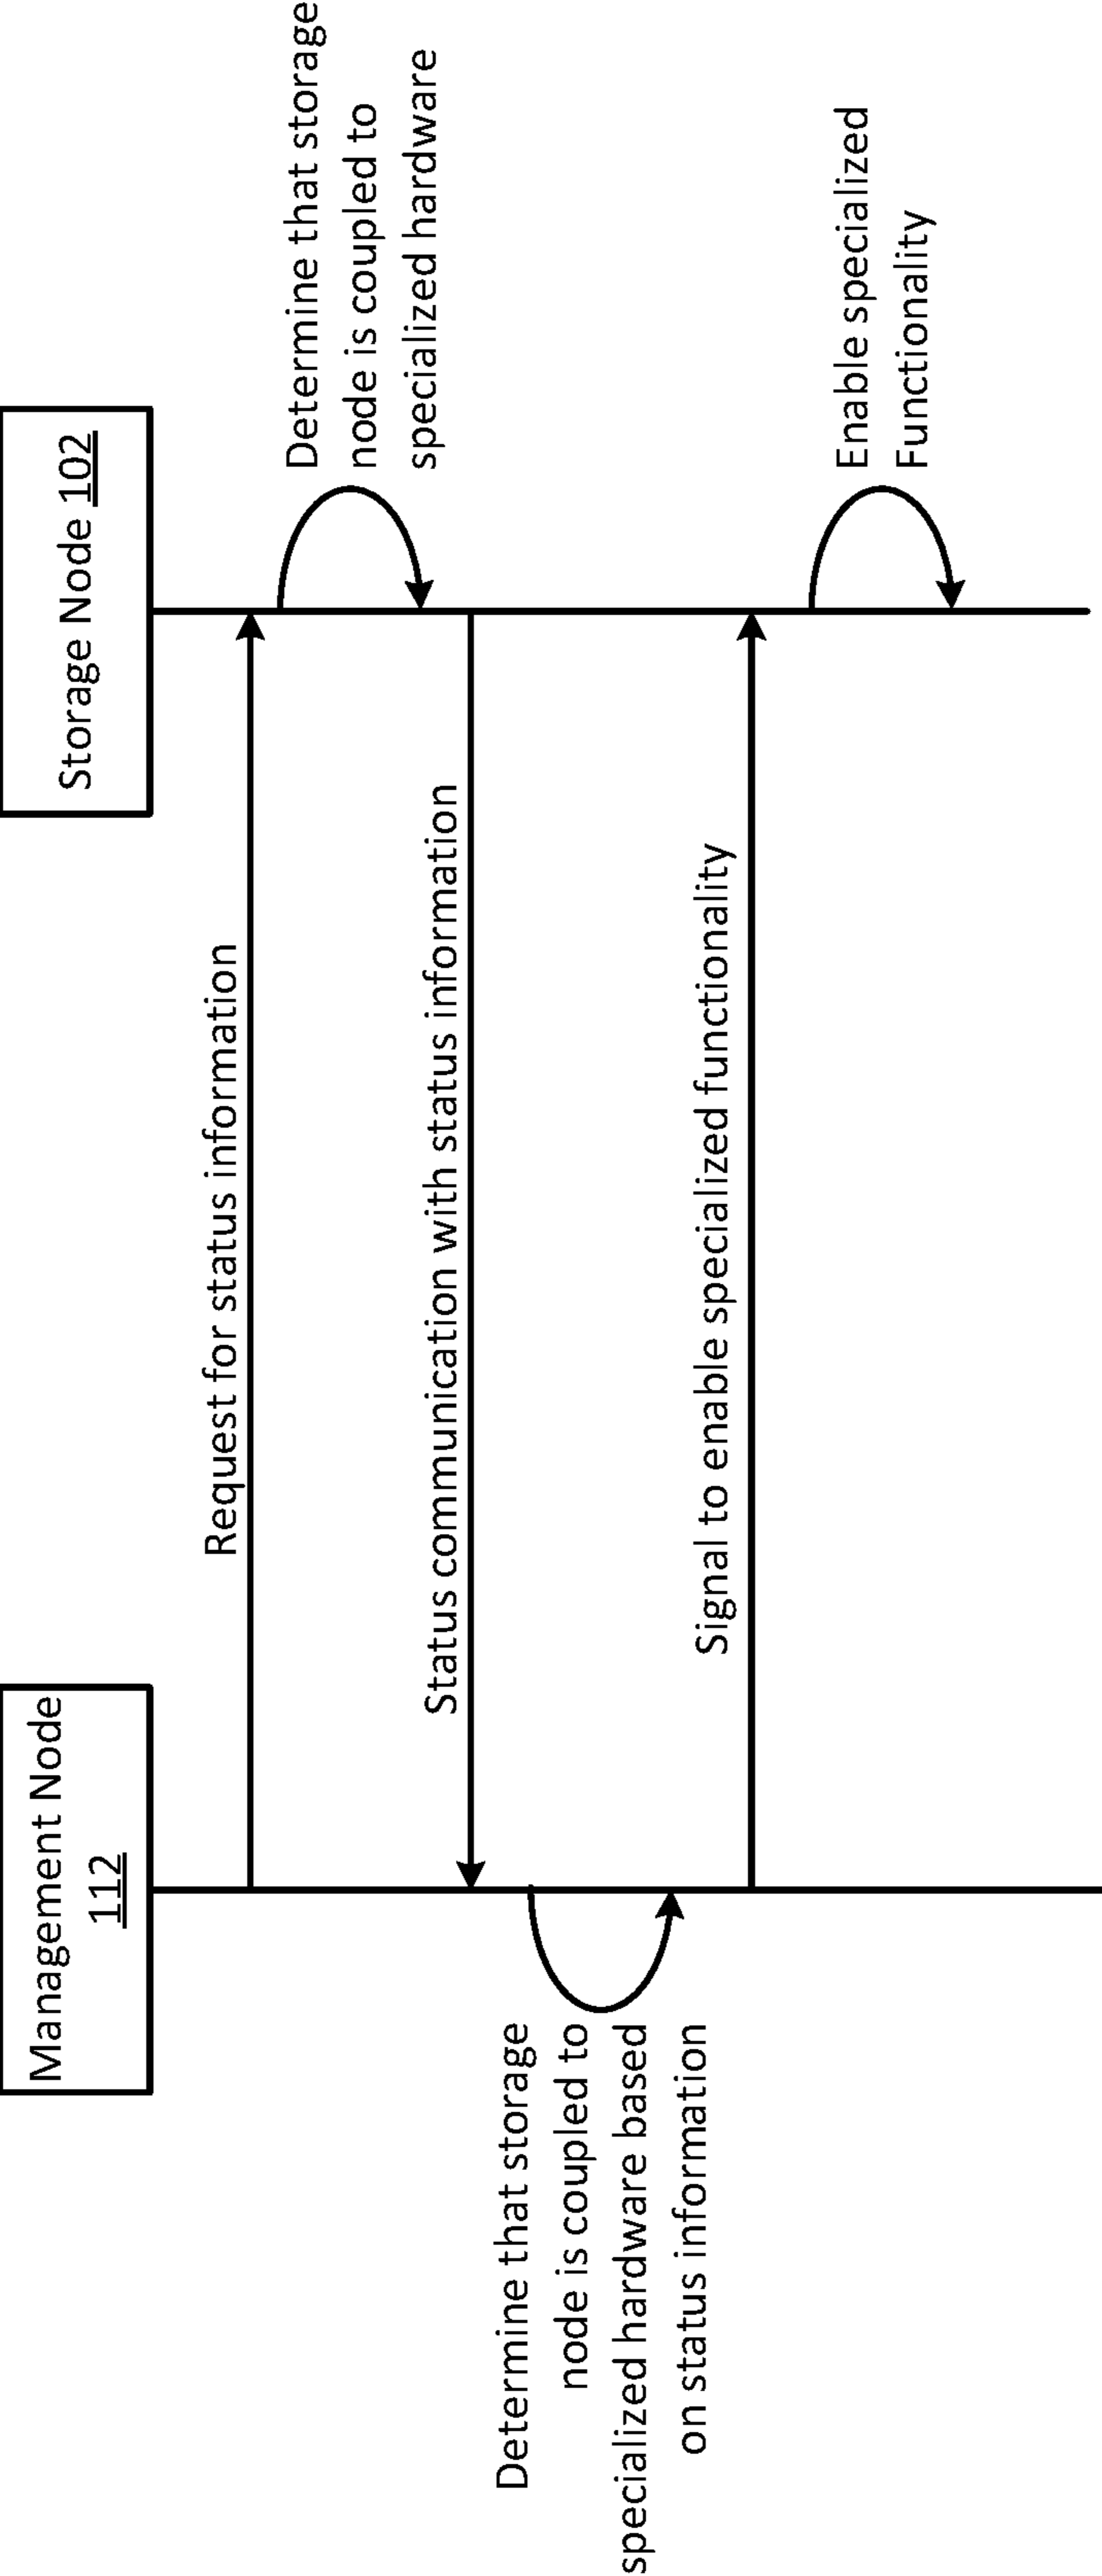 Management Node
112
Storage Node 102
Request for status information
Determine that storage
node is coupled to
specialized hardware
Status communication with status information
Determine that storage
node is coupled to
specialized hardware based
on status information
Signal to enable specialized functionality
Enable specialized
Functionality